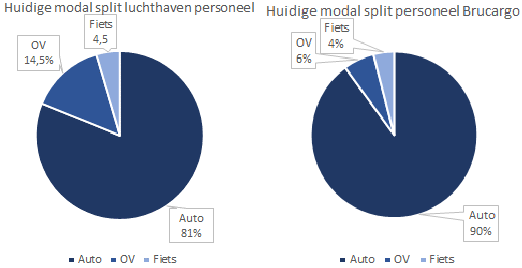 Huidige modal split luchthaven personeel
Fiets
4,5
OV
14,5%
Auto
81%
Auto OV Fiets
Huidige modal split personeel Brucargo
Fiets
4%
OV
6%
Auto
90%
Auto OV Fiets